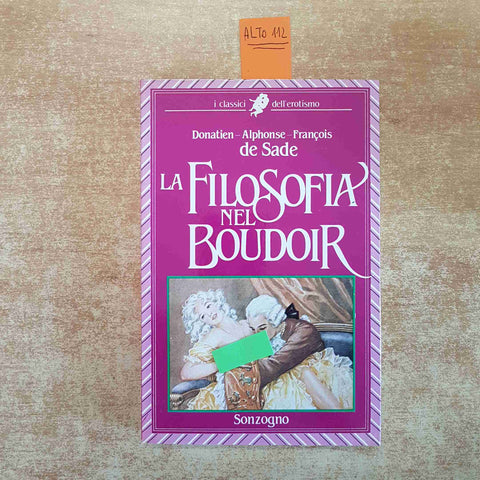 ALTO 112
i classici dell'erotismo
Donatien-Alphonse-François
de Sade
LA FILOSOFIA
NEL
BOUDOIR
Sonzogno